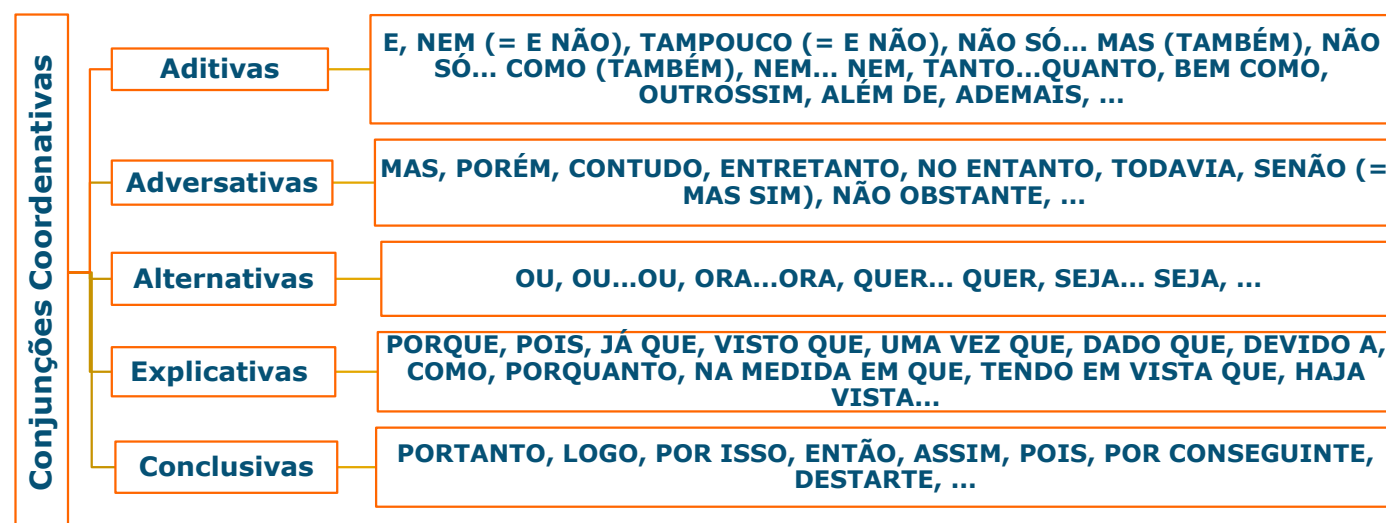 Conjunções Coordenativas
Aditivas
E, NEM (= E NÃO), TAMPOUCO (= E NÃO), NÃO SÓ... MAS (TAMBÉM), NÃO
SÓ... COMO (TAMBÉM), NEM... NEM, TANTO...QUANTO, BEM COMO,
OUTROSSIM, ALÉM DE, ADEMAIS, ...
Adversativas
MAS, PORÉM, CONTUDO, ENTRETANTO, NO ENTANTO, TODAVIA, SENÃO (=
MAS SIM), NÃO OBSTANTE, ...
Alternativas
OU, OU...OU, ORA...ORA, QUER... QUER, SEJA... SEJA, ...
Explicativas
PORQUE, POIS, JÁ QUE, VISTO QUE, UMA VEZ QUE, DADO QUE, DEVIDO A,
COMO, PORQUANTO, NA MEDIDA EM QUE, TENDO EM VISTA QUE, HAJA
VISTA...
Conclusivas
PORTANTO, LOGO, POR ISSO, ENTÃO, ASSIM, POIS, POR CONSEGUINTE,
DESTARTE, ...